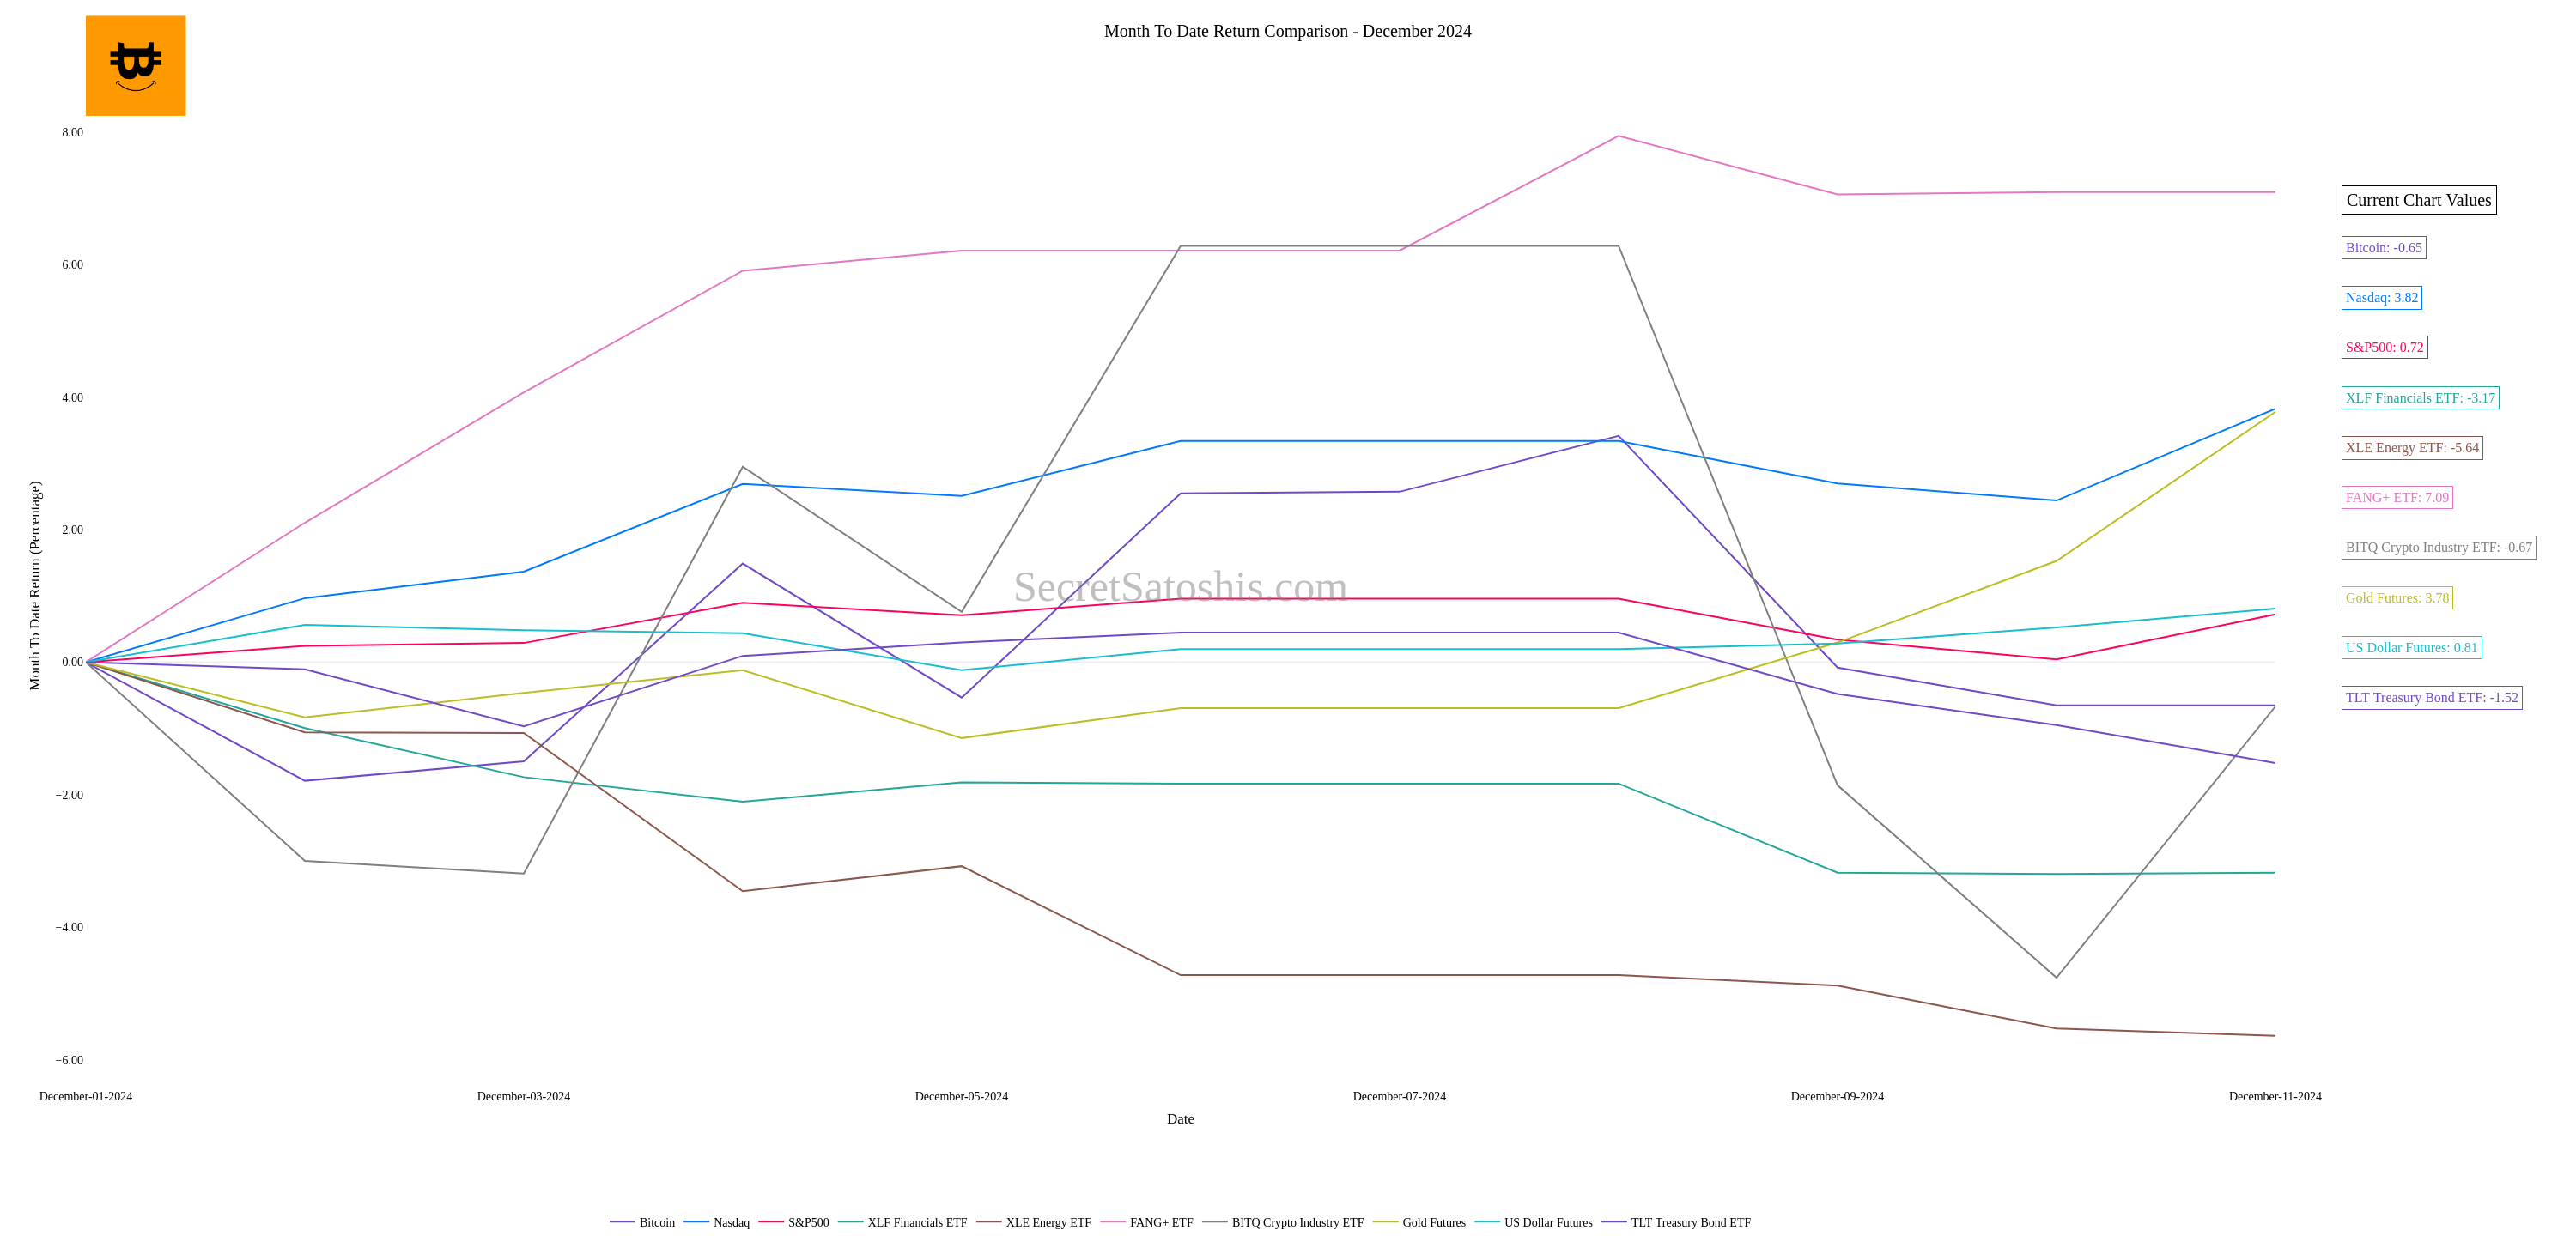 Month To Date Return Comparison - December 2024
8.00
6.00
4.00
2.00
0.00
−2.00
−4.00
−6.00
Month To Date Return (Percentage)
SecretSatoshis.com
Current Chart Values
Bitcoin: -0.65
Nasdaq: 3.82
S&P500: 0.72
XLF Financials ETF: -3.17
XLE Energy ETF: -5.64
FANG+ ETF: 7.09
BITQ Crypto Industry ETF: -0.67
Gold Futures: 3.78
US Dollar Futures: 0.81
TLT Treasury Bond ETF: -1.52
December-01-2024 December-03-2024 December-05-2024 December-07-2024 December-09-2024 December-11-2024
Date
Bitcoin Nasdaq S&P500 XLF Financials ETF XLE Energy ETF FANG+ ETF BITQ Crypto Industry ETF Gold Futures US Dollar Futures TLT Treasury Bond ETF